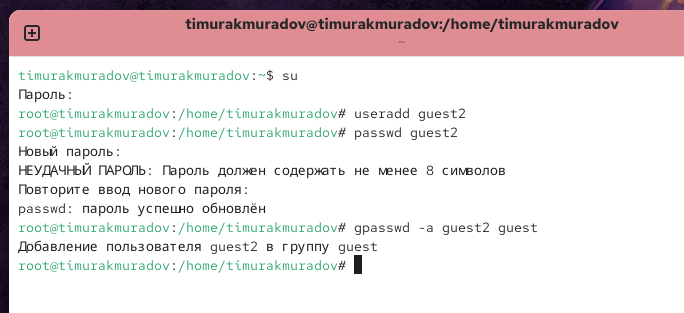 timurakmuradov@timurakmuradov:/home/timurakmuradov
~
timurakmuradov@timurakmuradov:~$ su
Пароль:
root@timurakmuradov:/home/timurakmuradov# useradd guest2
root@timurakmuradov:/home/timurakmuradov# passwd guest2
Новый пароль:
НЕУДАЧНЫЙ ПАРОЛЬ: Пароль должен содержать не менее 8 символов
Повторите ввод нового пароля:
passwd: пароль успешно обновлён
root@timurakmuradov:/home/timurakmuradov# gpasswd -a guest2 guest
Добавление пользователя guest2 в группу guest
root@timurakmuradov:/home/timurakmuradov#